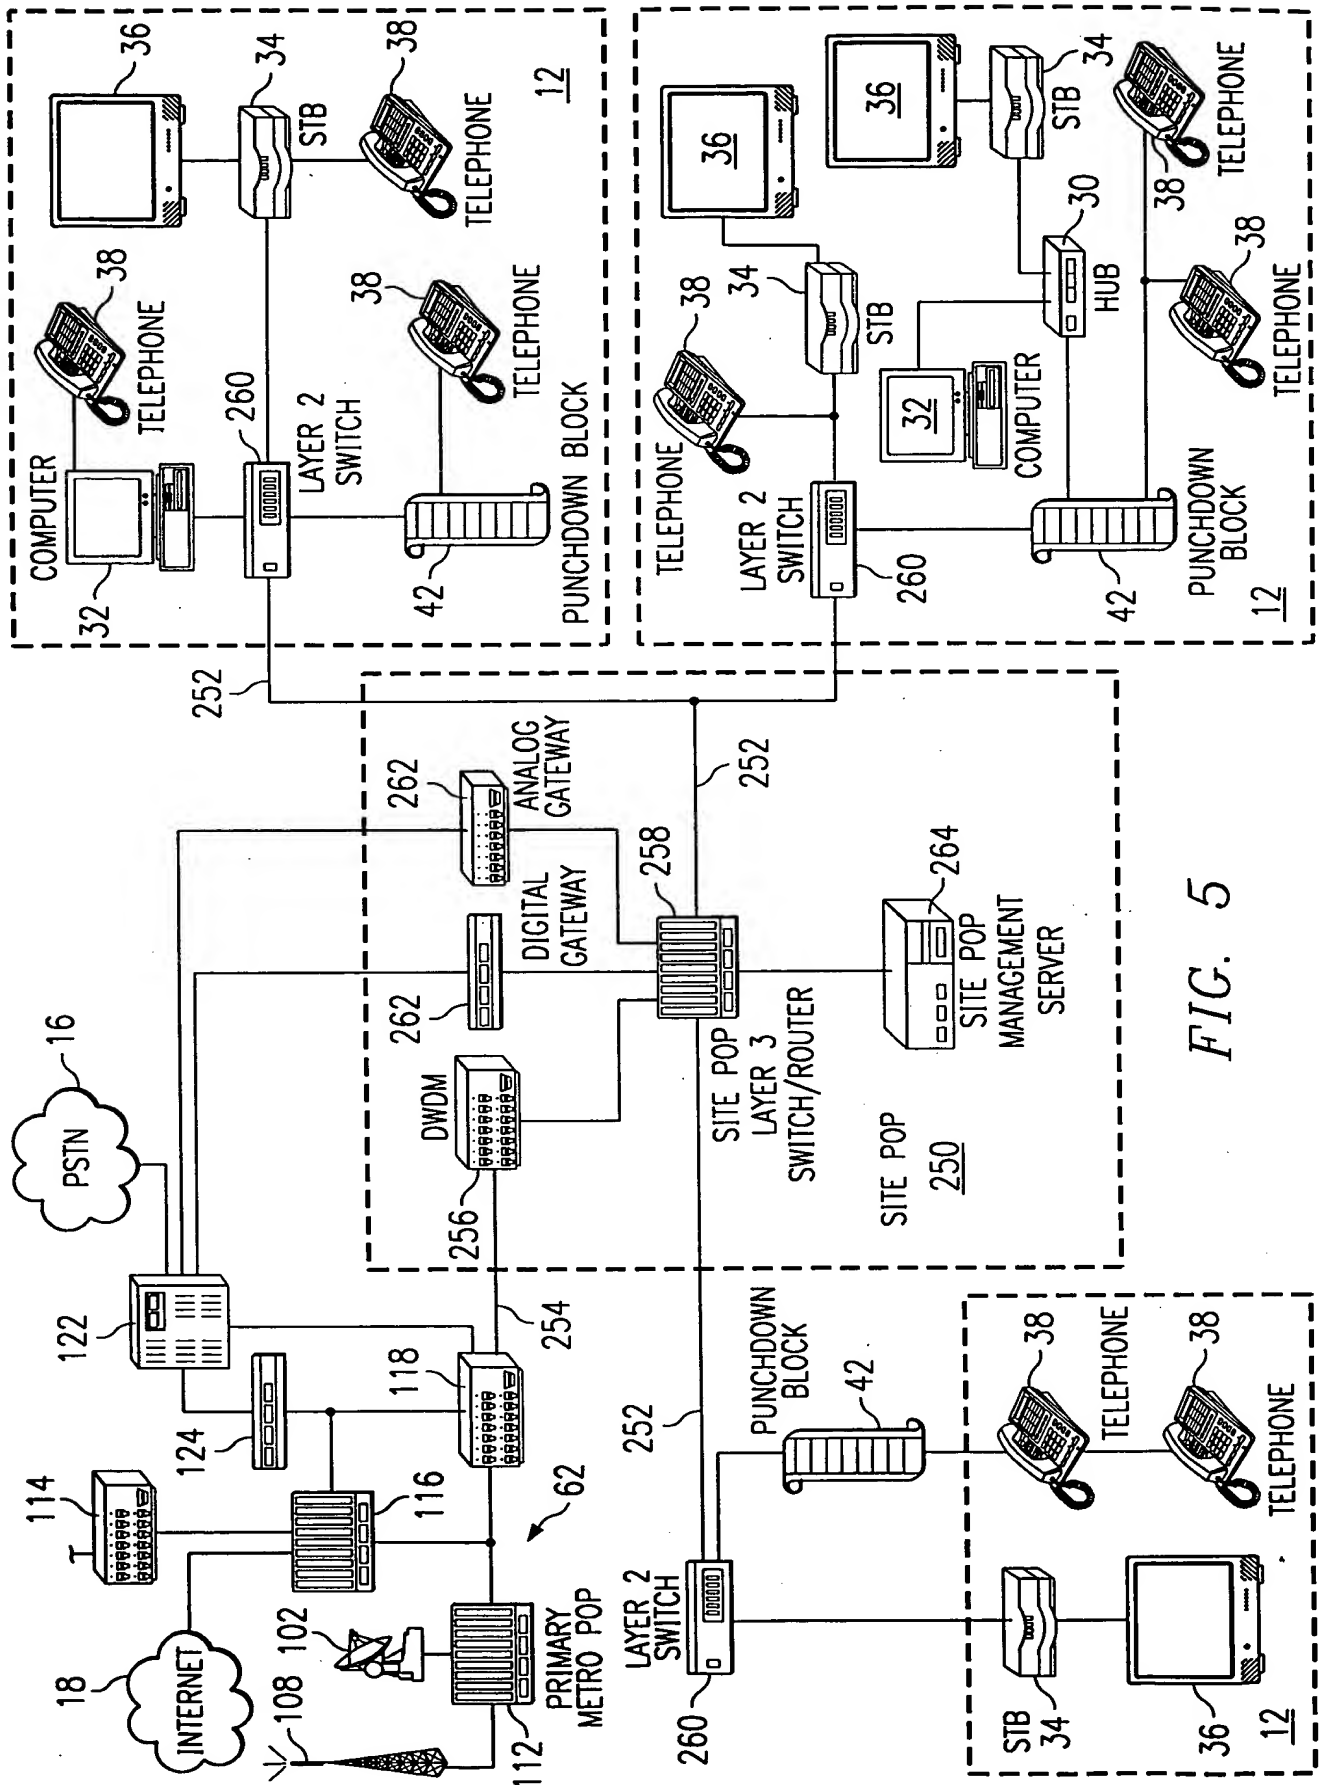 18
INTERNET
108
102
112
PRIMARY
METRO POP
114
116
62
124
118
122
PSTN
16
254
256
DWDM
262
DIGITAL
GATEWAY
262
ANALOG
GATEWAY
258
SITE POP
LAYER 3
SWITCH/ROUTER
252
SITE POP
250
264
SITE POP
MANAGEMENT
SERVER
252
32
COMPUTER
38
TELEPHONE
36
34
STB
38
TELEPHONE
260
LAYER 2
SWITCH
42
PUNCHDOWN BLOCK
38
TELEPHONE
12
TELEPHONE
38
34
STB
36
36
34
STB
LAYER 2
SWITCH
260
32
COMPUTER
30
HUB
42
PUNCHDOWN
BLOCK
38
TELEPHONE
38
TELEPHONE
12
252
LAYER 2
SWITCH
260
PUNCHDOWN
BLOCK
42
STB
34
36
12
38
TELEPHONE
38
TELEPHONE
FIG. 5